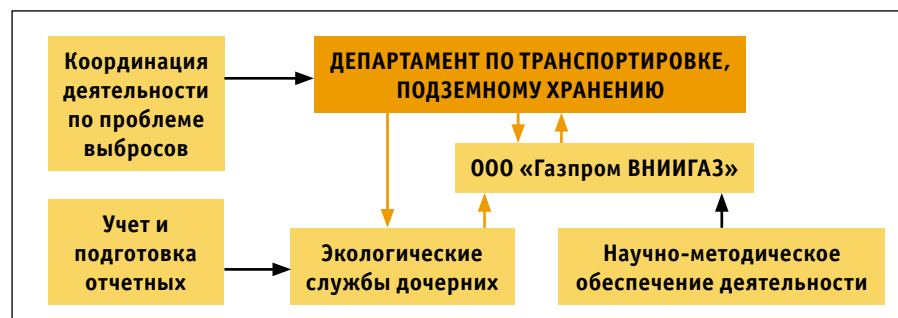 Координация
деятельности
по проблеме
выбросов
ДЕПАРТАМЕНТ ПО ТРАНСПОРТИРОВКЕ,
ПОДЗЕМНОМУ ХРАНЕНИЮ
ООО «Газпром ВНИИГАЗ»
Учет и
подготовка
отчетных
Экологические
службы дочерних
Научно-методическое
обеспечение деятельности